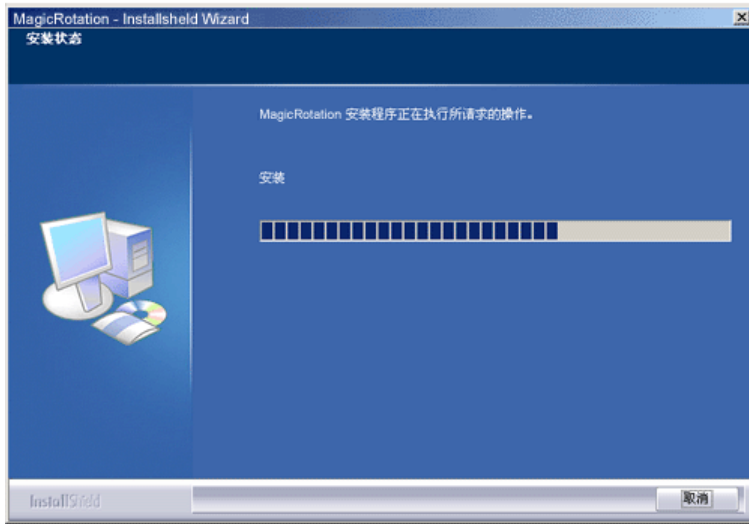 MagicRotation - Installsheld Wizard
安装状态
MagicRotation 安装程序正在执行所请求的操作。
安装
InstallShield
取消